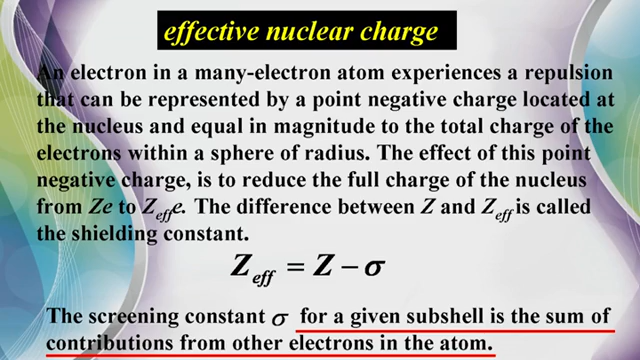 effective nuclear charge
An electron in a many-electron atom experiences a repulsion
that can be represented by a point negative charge located at
the nucleus and equal in magnitude to the total charge of the
electrons within a sphere of radius. The effect of this point
negative charge, is to reduce the full charge of the nucleus
from Ze to Z_eff e. The difference between Z and Z_eff is called
the shielding constant.
Z_eff = Z − σ
The screening constant σ for a given subshell is the sum of
contributions from other electrons in the atom.